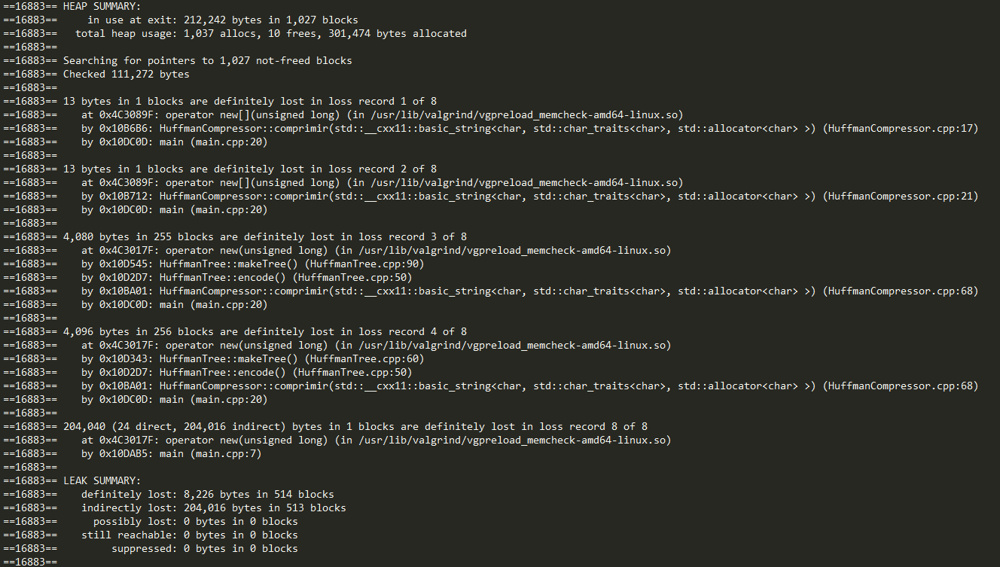 ==16883== HEAP SUMMARY:
==16883==     in use at exit: 212,242 bytes in 1,027 blocks
==16883==   total heap usage: 1,037 allocs, 10 frees, 301,474 bytes allocated
==16883==
==16883== Searching for pointers to 1,027 not-freed blocks
==16883== Checked 111,272 bytes
==16883==
==16883== 13 bytes in 1 blocks are definitely lost in loss record 1 of 8
==16883==    at 0x4C3089F: operator new[](unsigned long) (in /usr/lib/valgrind/vgpreload_memcheck-amd64-linux.so)
==16883==    by 0x10B6B6: HuffmanCompressor::comprimir(std::__cxx11::basic_string<char, std::char_traits<char>, std::allocator<char> >) (HuffmanCompressor.cpp:17)
==16883==    by 0x10DC0D: main (main.cpp:20)
==16883==
==16883== 13 bytes in 1 blocks are definitely lost in loss record 2 of 8
==16883==    at 0x4C3089F: operator new[](unsigned long) (in /usr/lib/valgrind/vgpreload_memcheck-amd64-linux.so)
==16883==    by 0x10B712: HuffmanCompressor::comprimir(std::__cxx11::basic_string<char, std::char_traits<char>, std::allocator<char> >) (HuffmanCompressor.cpp:21)
==16883==    by 0x10DC0D: main (main.cpp:20)
==16883==
==16883== 4,080 bytes in 255 blocks are definitely lost in loss record 3 of 8
==16883==    at 0x4C3017F: operator new(unsigned long) (in /usr/lib/valgrind/vgpreload_memcheck-amd64-linux.so)
==16883==    by 0x10D545: HuffmanTree::makeTree() (HuffmanTree.cpp:90)
==16883==    by 0x10D2D7: HuffmanTree::encode() (HuffmanTree.cpp:50)
==16883==    by 0x10BA01: HuffmanCompressor::comprimir(std::__cxx11::basic_string<char, std::char_traits<char>, std::allocator<char> >) (HuffmanCompressor.cpp:68)
==16883==    by 0x10DC0D: main (main.cpp:20)
==16883==
==16883== 4,096 bytes in 256 blocks are definitely lost in loss record 4 of 8
==16883==    at 0x4C3017F: operator new(unsigned long) (in /usr/lib/valgrind/vgpreload_memcheck-amd64-linux.so)
==16883==    by 0x10D343: HuffmanTree::makeTree() (HuffmanTree.cpp:60)
==16883==    by 0x10D2D7: HuffmanTree::encode() (HuffmanTree.cpp:50)
==16883==    by 0x10BA01: HuffmanCompressor::comprimir(std::__cxx11::basic_string<char, std::char_traits<char>, std::allocator<char> >) (HuffmanCompressor.cpp:68)
==16883==    by 0x10DC0D: main (main.cpp:20)
==16883==
==16883== 204,040 (24 direct, 204,016 indirect) bytes in 1 blocks are definitely lost in loss record 8 of 8
==16883==    at 0x4C3017F: operator new(unsigned long) (in /usr/lib/valgrind/vgpreload_memcheck-amd64-linux.so)
==16883==    by 0x10DAB5: main (main.cpp:7)
==16883==
==16883== LEAK SUMMARY:
==16883==    definitely lost: 8,226 bytes in 514 blocks
==16883==    indirectly lost: 204,016 bytes in 513 blocks
==16883==      possibly lost: 0 bytes in 0 blocks
==16883==    still reachable: 0 bytes in 0 blocks
==16883==         suppressed: 0 bytes in 0 blocks
==16883==